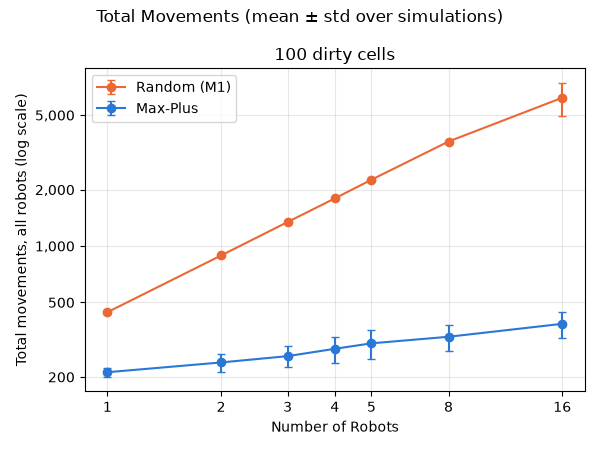 Total Movements (mean ± std over simulations)
100 dirty cells
Random (M1)
Max-Plus
Total movements, all robots (log scale)
5,000
2,000
1,000
500
200
1 2 3 4 5 8 16
Number of Robots